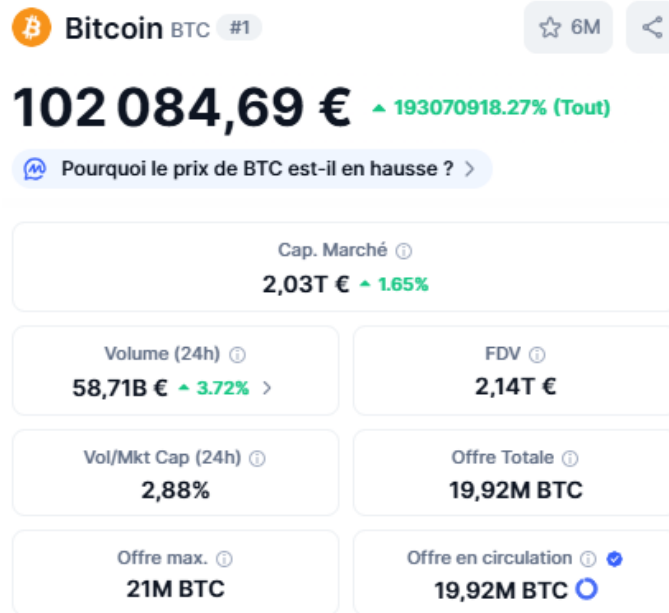 Bitcoin BTC #1 6M
102 084,69 € 193070918.27% (Tout)
Pourquoi le prix de BTC est-il en hausse ?
Cap. Marché
2,03T € 1.65%
Volume (24h)
58,71B € 3.72%
FDV
2,14T €
Vol/Mkt Cap (24h)
2,88%
Offre Totale
19,92M BTC
Offre max.
21M BTC
Offre en circulation
19,92M BTC